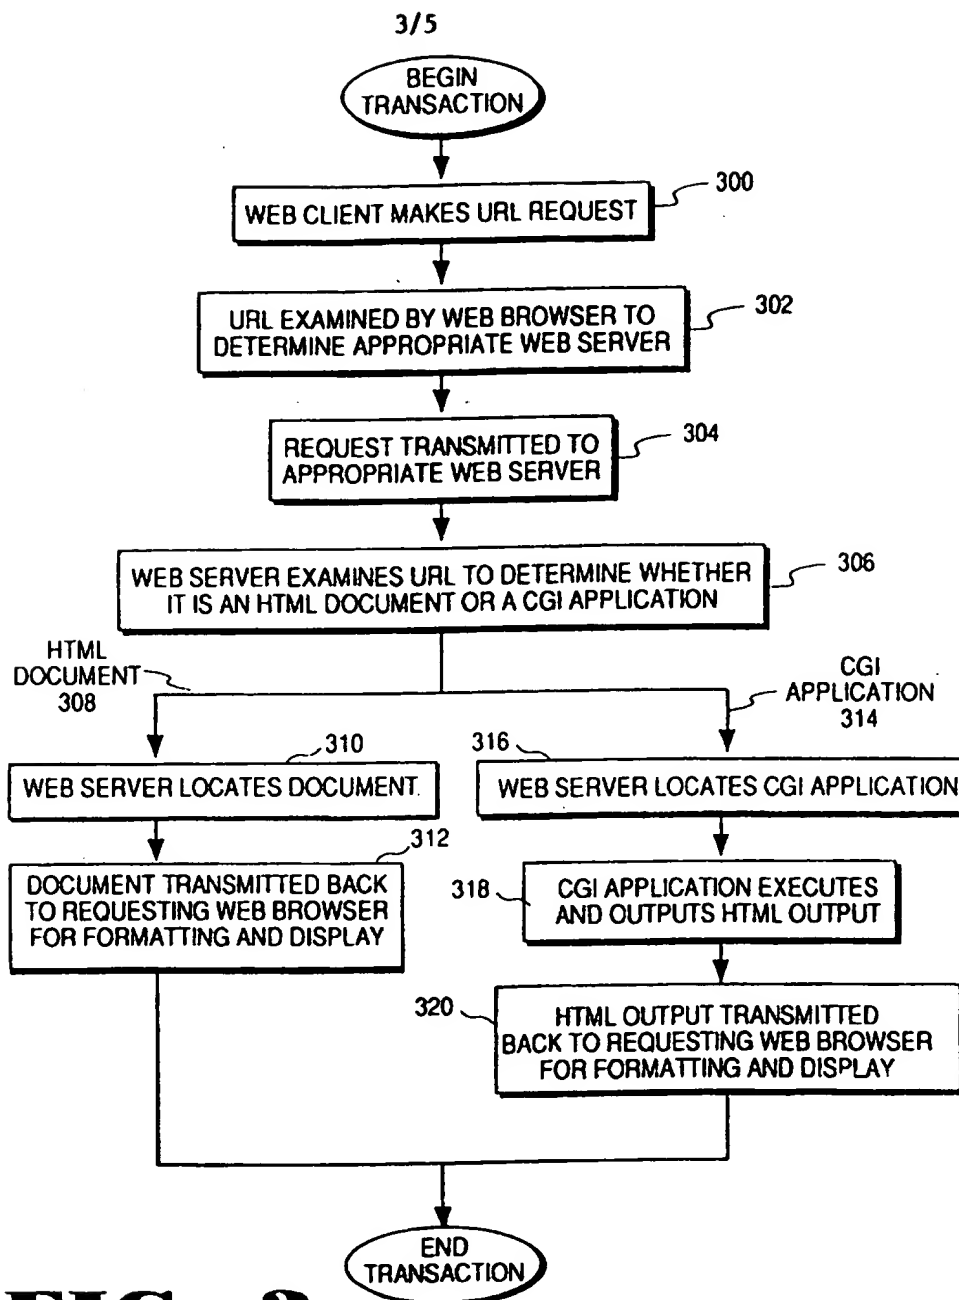 3/5
BEGIN
TRANSACTION
300
WEB CLIENT MAKES URL REQUEST
302
URL EXAMINED BY WEB BROWSER TO
DETERMINE APPROPRIATE WEB SERVER
304
REQUEST TRANSMITTED TO
APPROPRIATE WEB SERVER
306
WEB SERVER EXAMINES URL TO DETERMINE WHETHER
IT IS AN HTML DOCUMENT OR A CGI APPLICATION
HTML
DOCUMENT
308
CGI
APPLICATION
314
310
WEB SERVER LOCATES DOCUMENT
312
DOCUMENT TRANSMITTED BACK
TO REQUESTING WEB BROWSER
FOR FORMATTING AND DISPLAY
316
WEB SERVER LOCATES CGI APPLICATION
318
CGI APPLICATION EXECUTES
AND OUTPUTS HTML OUTPUT
320
HTML OUTPUT TRANSMITTED
BACK TO REQUESTING WEB BROWSER
FOR FORMATTING AND DISPLAY
END
TRANSACTION